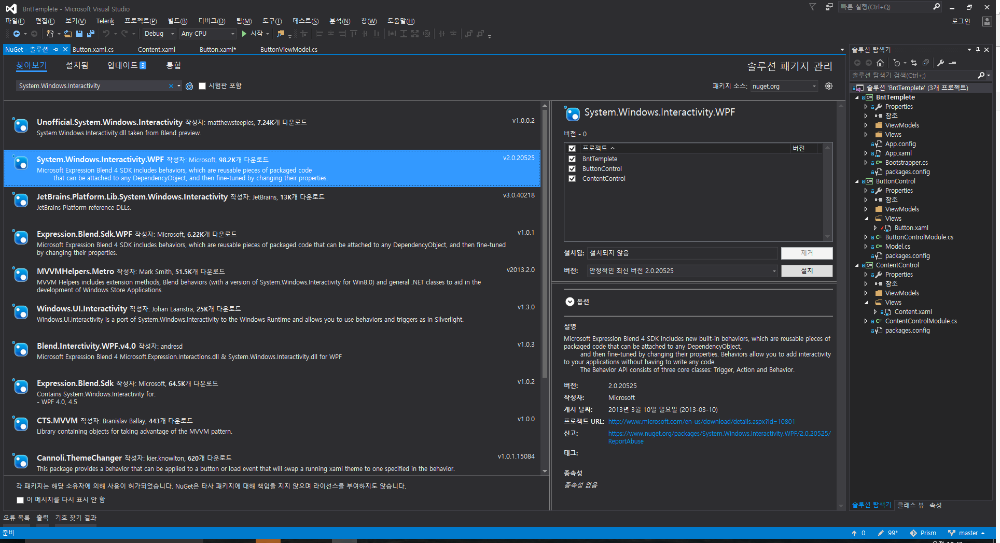 BntTemplete - Microsoft Visual Studio
빠른 실행(Ctrl+Q)
파일(F) 편집(E) 보기(V) Telerik 프로젝트(P) 빌드(B) 디버그(D) 팀(M) 도구(T) 테스트(S) 분석(N) 창(W) 도움말(H)
로그인
Debug Any CPU 시작
NuGet - 솔루션 Button.xaml.cs Content.xaml Button.xaml* ButtonViewModel.cs
찾아보기 설치됨 업데이트 3 통합
솔루션 패키지 관리
System.Windows.Interactivity
시험판 포함
패키지 소스: nuget.org
Unofficial.System.Windows.Interactivity 작성자: matthewsteeples, 7.24K개 다운로드 v1.0.0.2
System.Windows.Interactivity.dll taken from Blend preview.
System.Windows.Interactivity.WPF 작성자: Microsoft, 98.2K개 다운로드 v2.0.20525
Microsoft Expression Blend 4 SDK includes behaviors, which are reusable pieces of packaged code
that can be attached to any DependencyObject, and then fine-tuned by changing their properties.
JetBrains.Platform.Lib.System.Windows.Interactivity 작성자: JetBrains, 13K개 다운로드 v3.0.40218
JetBrains Platform reference DLLs.
Expression.Blend.Sdk.WPF 작성자: Microsoft, 6.22K개 다운로드 v1.0.1
Microsoft Expression Blend 4 SDK includes behaviors, which are reusable pieces of packaged code that can be attached to any DependencyObject, and then fine-tuned
by changing their properties.
MVVMHelpers.Metro 작성자: Mark Smith, 51.5K개 다운로드 v2013.2.0
MVVM Helpers includes extension methods, Blend behaviors (with a version of System.Windows.Interactivity for Win8.0) and general .NET classes to aid in the
development of Windows Store Applications.
Windows.UI.Interactivity 작성자: Johan Laanstra, 25K개 다운로드 v1.3.0
Windows.UI.Interactivity is a port of System.Windows.Interactivity to the Windows Runtime and allows you to use behaviors and triggers as in Silverlight.
Blend.Interctivity.WPF.v4.0 작성자: andresd v1.0.3
Microsoft Expression Blend 4 Microsoft.Expression.Interactions.dll & System.Windows.Interactivity.dll for WPF
Expression.Blend.Sdk 작성자: Microsoft, 64.5K개 다운로드 v1.0.2
Contains System.Windows.Interactivity for:
- WPF 4.0, 4.5
CTS.MVVM 작성자: Branislav Ballay, 443개 다운로드 v1.0.0
Library containing objects for taking advantage of the MVVM pattern.
Cannoli.ThemeChanger 작성자: kier.knowlton, 620개 다운로드 v1.0.1.15084
This package provides a behavior that can be applied to a button or load event that will swap a running xaml theme to one specified in the behavior.
각 패키지는 해당 소유자에 의해 사용이 허가되었습니다. NuGet은 타사 패키지에 대해 책임을 지지 않으며 라이선스를 부여하지도 않습니다.
이 메시지를 다시 표시 안 함
System.Windows.Interactivity.WPF
버전 - 0
프로젝트 버전
BntTemplete
ButtonControl
ContentControl
설치됨: 설치되지 않음 제거
버전: 안정적인 최신 버전 2.0.20525 설치
옵션
설명
Microsoft Expression Blend 4 SDK includes new built-in behaviors, which are reusable pieces of
packaged code that can be attached to any DependencyObject,
and then fine-tuned by changing their properties. Behaviors allow you to add interactivity
to your applications without having to write any code.
The Behavior API consists of three core classes: Trigger, Action and Behavior.
버전: 2.0.20525
작성자: Microsoft
게시 날짜: 2013년 3월 10일 일요일 (2013-03-10)
프로젝트 URL: http://www.microsoft.com/en-us/download/details.aspx?id=10801
신고: https://www.nuget.org/packages/System.Windows.Interactivity.WPF/2.0.20525/
ReportAbuse
태그:
종속성
종속성 없음
솔루션 탐색기
솔루션 탐색기 검색(Ctrl+;)
솔루션 'BntTemplete' (3개 프로젝트)
BntTemplete
Properties
참조
ViewModels
Views
App.config
App.xaml
Bootstrapper.cs
packages.config
ButtonControl
Properties
참조
ViewModels
Views
Button.xaml
ButtonControlModule.cs
Model.cs
packages.config
ContentControl
Properties
참조
ViewModels
Views
Content.xaml
ContentControlModule.cs
packages.config
솔루션 탐색기 클래스 뷰 속성
오류 목록 출력 기호 찾기 결과
준비
0 99* Prism master